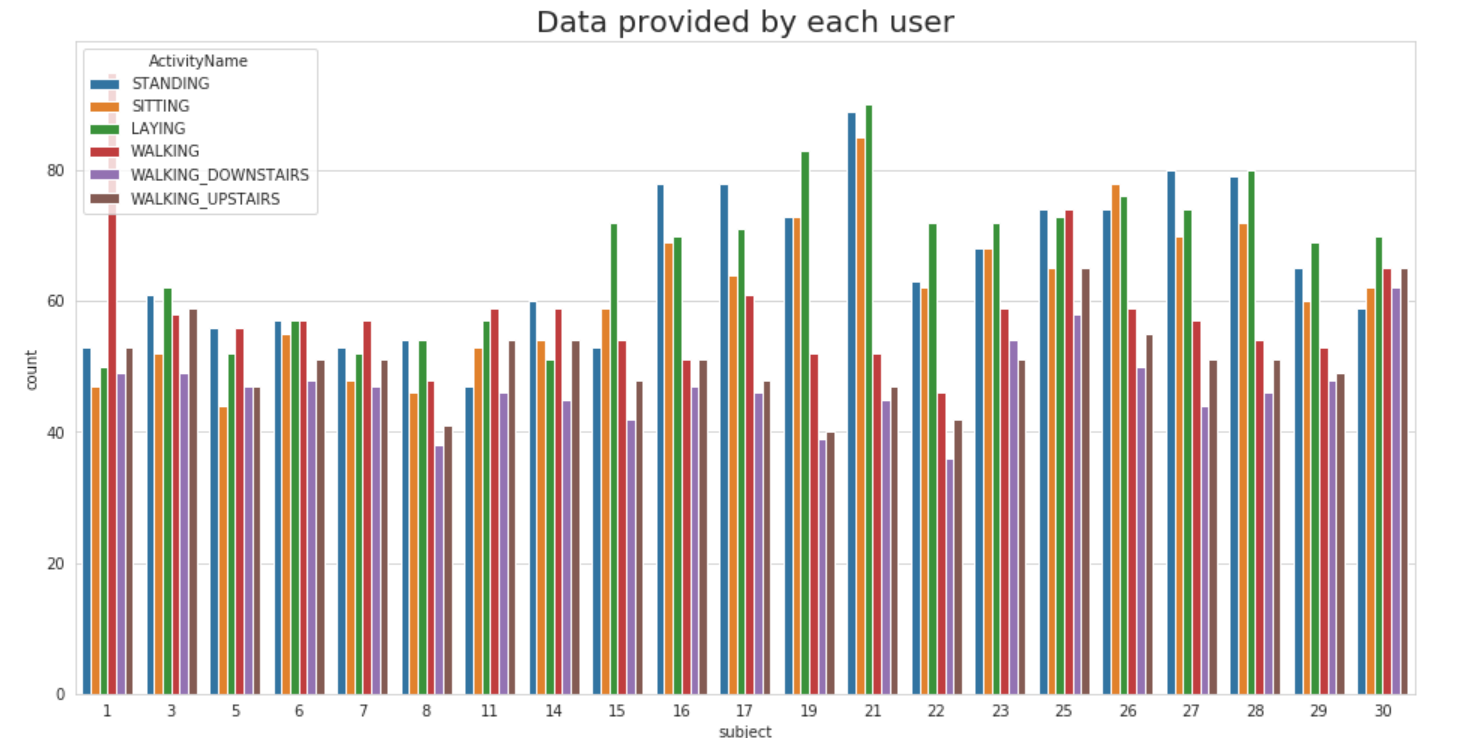 Data provided by each user
ActivityName
STANDING
SITTING
LAYING
WALKING
WALKING_DOWNSTAIRS
WALKING_UPSTAIRS
80
60
40
20
0
count
1 3 5 6 7 8 11 14 15 16 17 19 21 22 23 25 26 27 28 29 30
subject